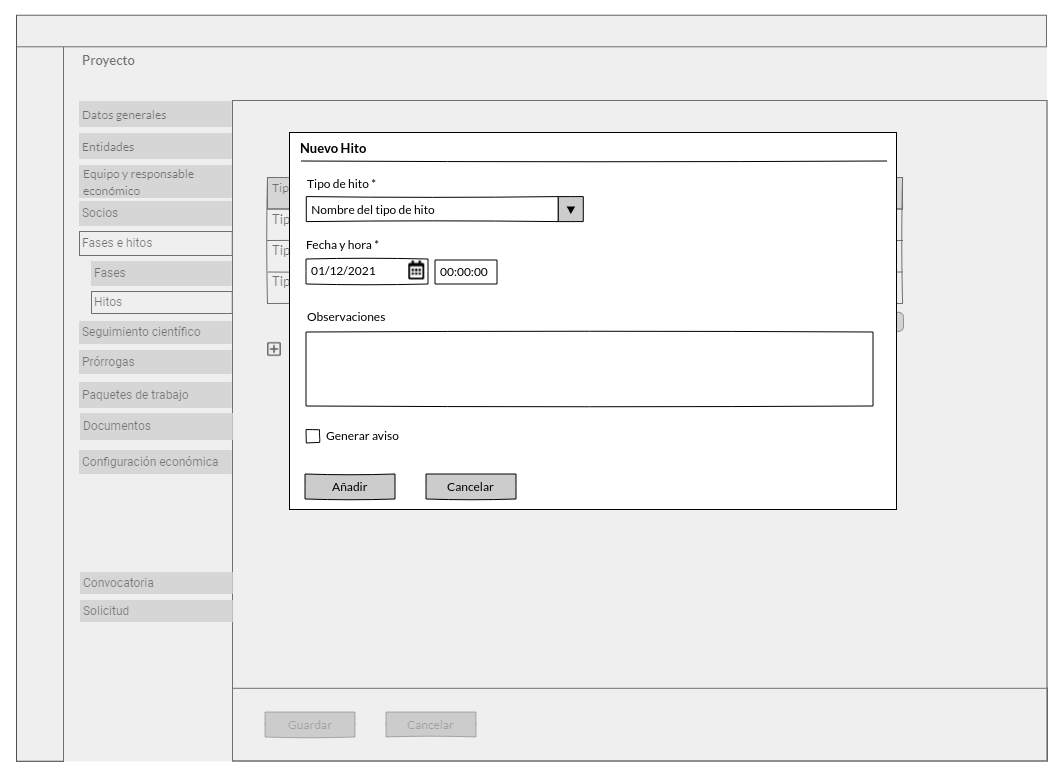 Proyecto
Datos generales
Entidades
Equipo y responsable
económico
Socios
Fases e hitos
Fases
Hitos
Seguimiento científico
Prórrogas
Paquetes de trabajo
Documentos
Configuración económica
Convocatoria
Solicitud
Tip
Tip
Tip
Tip
Nuevo Hito
Tipo de hito *
Nombre del tipo de hito
Fecha y hora *
01/12/2021 00:00:00
Observaciones
Generar aviso
Añadir Cancelar
Guardar Cancelar